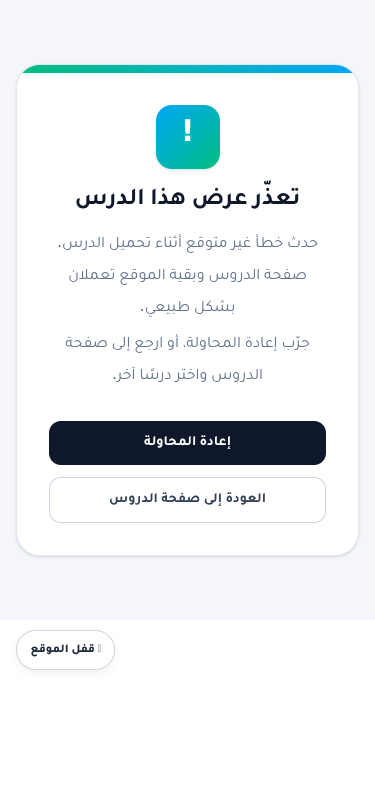 !
تعذّر عرض هذا الدرس
حدث خطأ غير متوقع أثناء تحميل الدرس.
صفحة الدروس وبقية الموقع تعملان
بشكل طبيعي.
جرّب إعادة المحاولة، أو ارجع إلى صفحة
الدروس واختر درسًا آخر.
إعادة المحاولة
العودة إلى صفحة الدروس
قفل الموقع